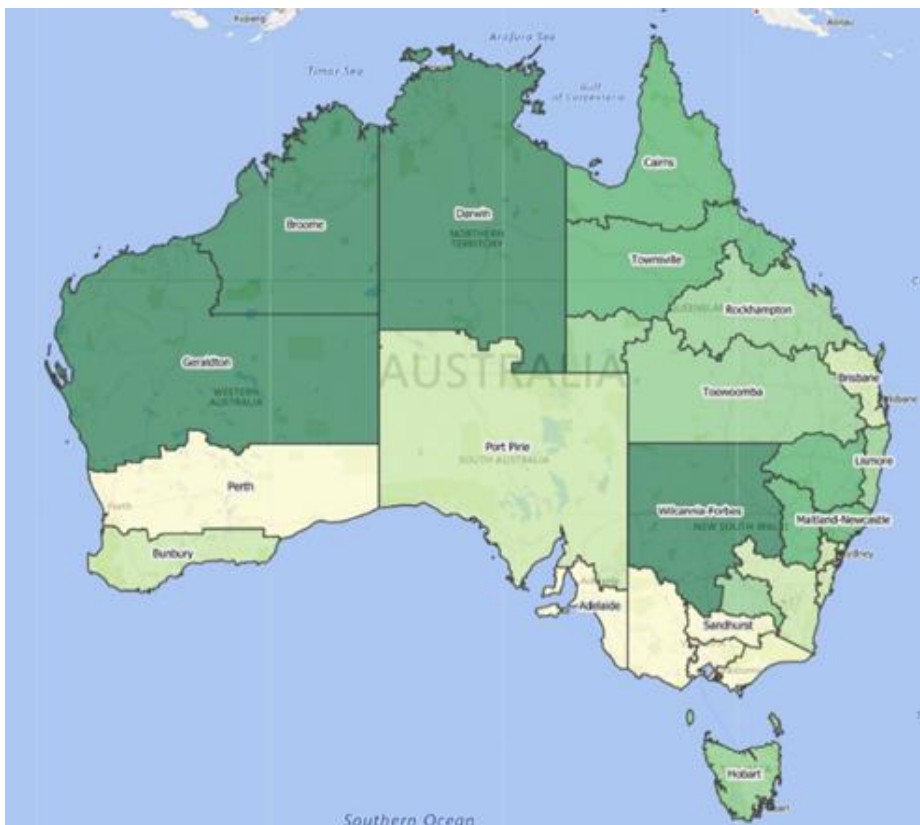 Kupang
Arafura Sea
Timor Sea
Gulf
of Carpentaria
Cairns
Darwin
NORTHERN
TERRITORY
Broome
Townsville
Rockhampton
Geraldton
AUSTRALIA
Brisbane
WESTERN
AUSTRALIA
Toowoomba
Port Pirie
SOUTH AUSTRALIA
Lismore
Perth
Wilcannia-Forbes
Maitland-Newcastle
NEW SOUTH WAL
Bunbury
Sydney
Adelaide
Sandhurst
Hobart
Southern Ocean